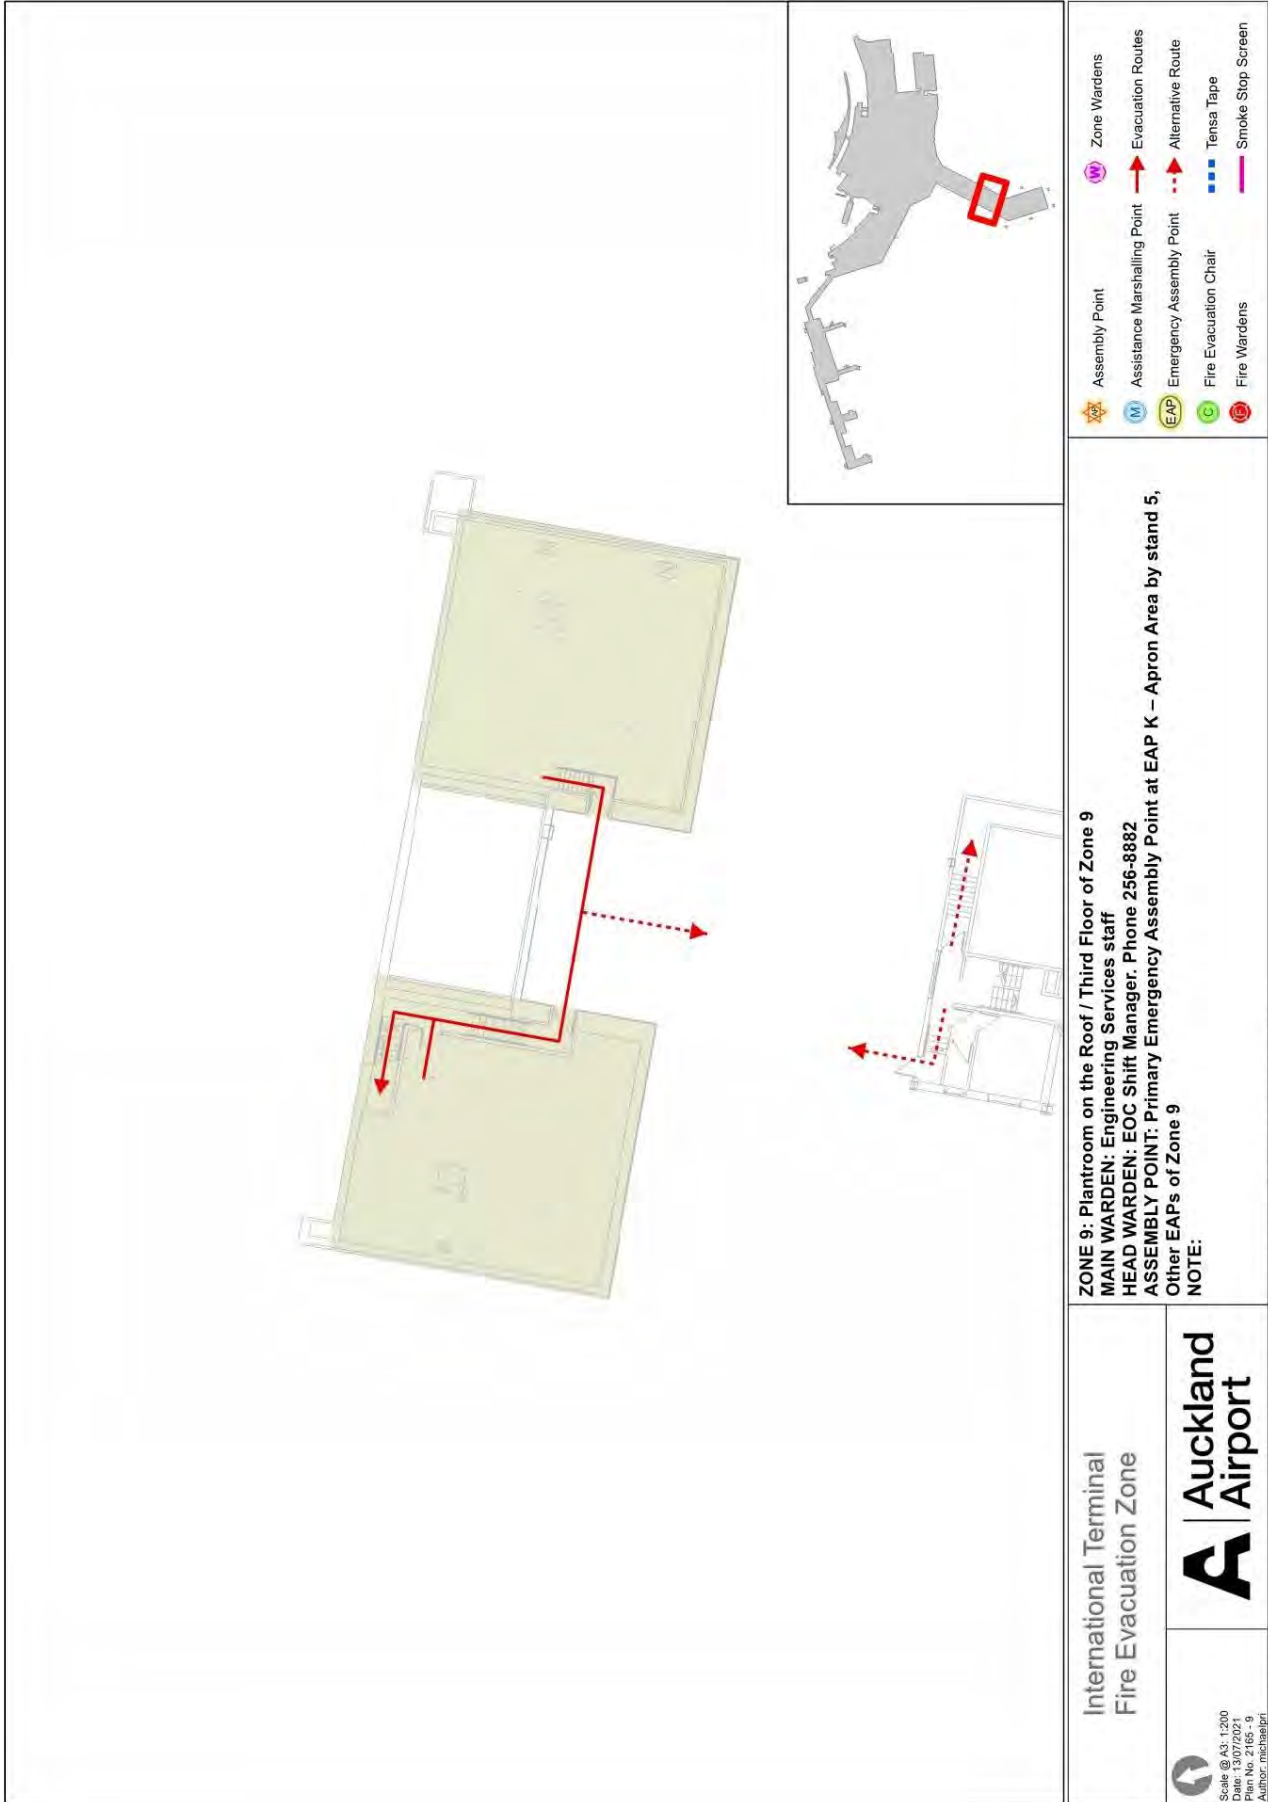 Assembly Point
Zone Wardens
M
Assistance Marshalling Point
Evacuation Routes
EAP
Emergency Assembly Point
Alternative Route
C
Fire Evacuation Chair
Tensa Tape
F
Fire Wardens
Smoke Stop Screen
AP
W
ZONE 9: Plantroom on the Roof / Third Floor of Zone 9
MAIN WARDEN: Engineering Services staff
HEAD WARDEN: EOC Shift Manager. Phone 256-8882
ASSEMBLY POINT: Primary Emergency Assembly Point at EAP K – Apron Area by stand 5,
Other EAPs of Zone 9
NOTE:
International Terminal
Fire Evacuation Zone
Auckland
Airport
Scale @ A3: 1:200
Date: 13/07/2021
Plan No. 2165 - 9
Author: michaelpri